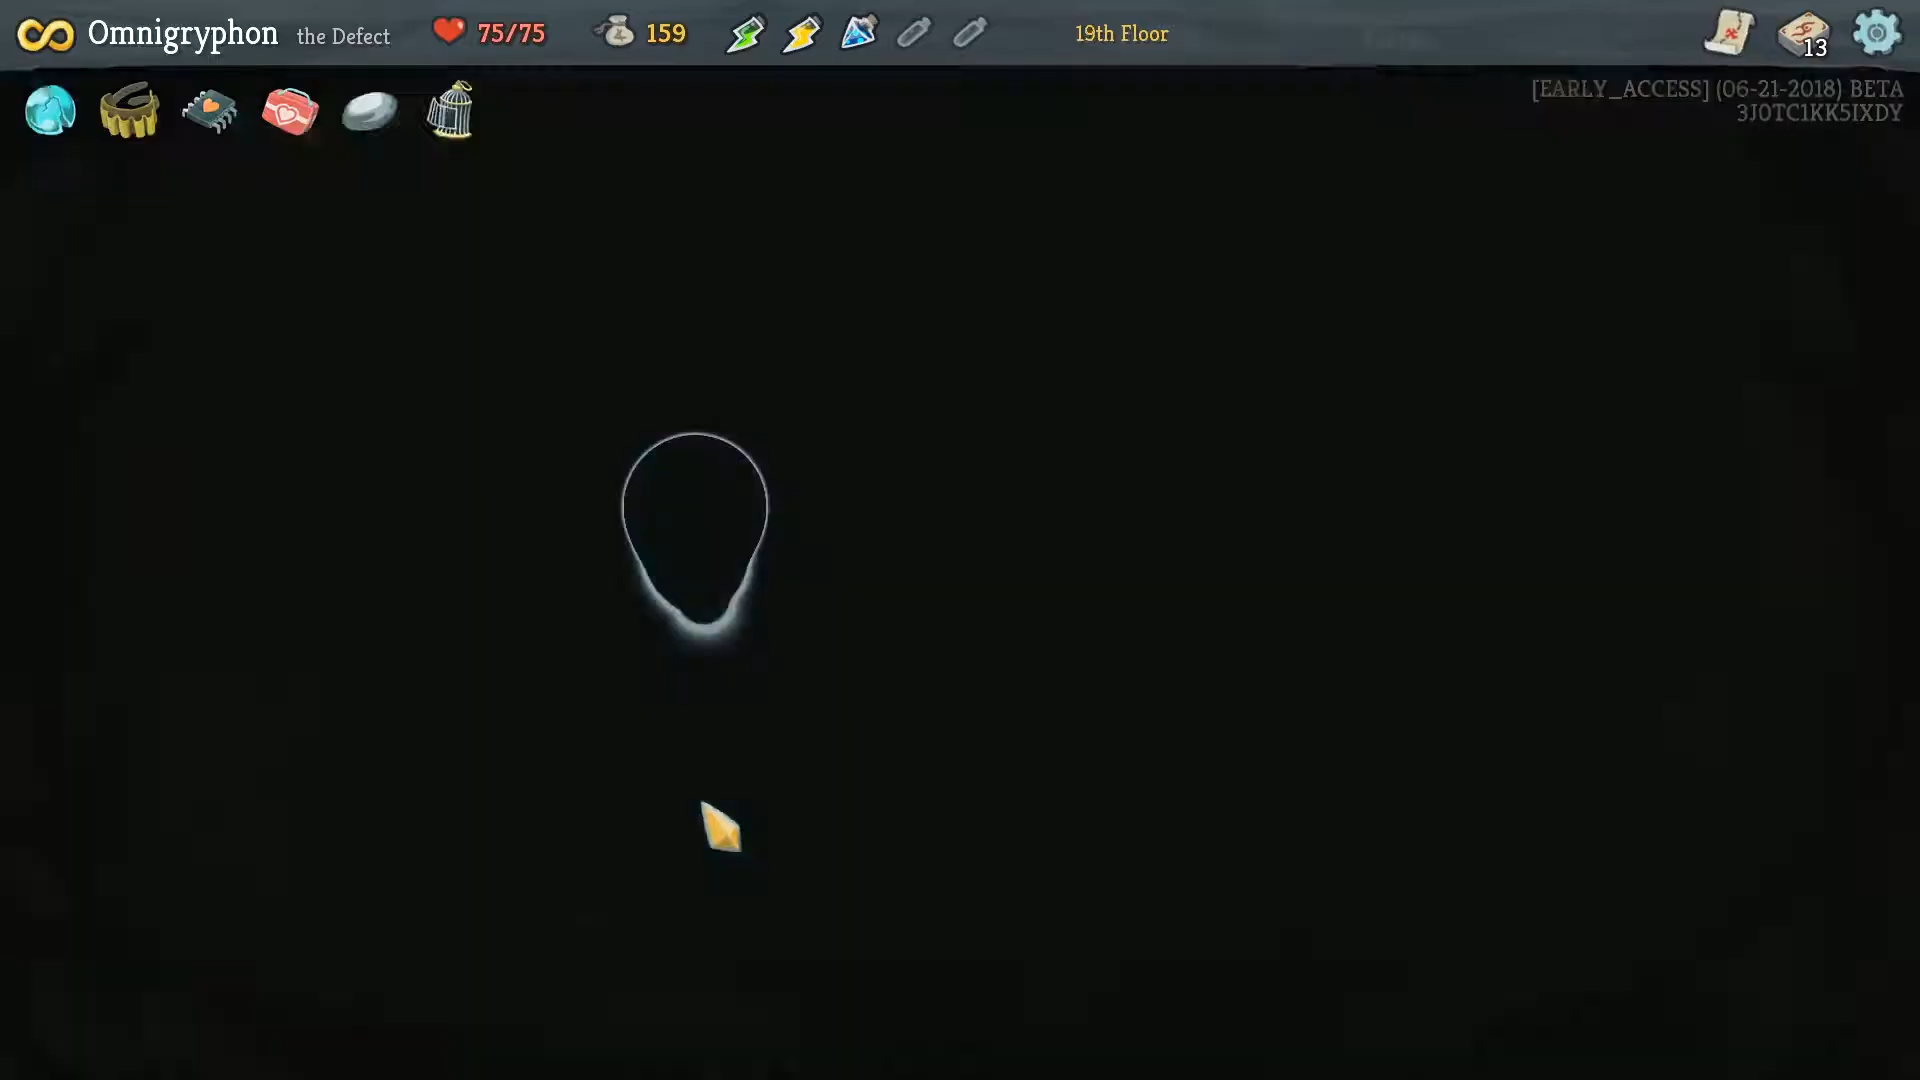 Omnigryphon the Defect 75/75 159 19th Floor 13
[EARLY_ACCESS] (06-21-2018) BETA
3J0TC1KK5IXDY